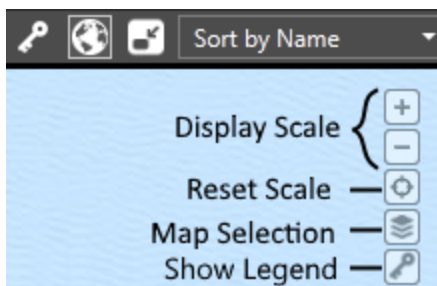 Sort by Name
Display Scale
Reset Scale
Map Selection
Show Legend